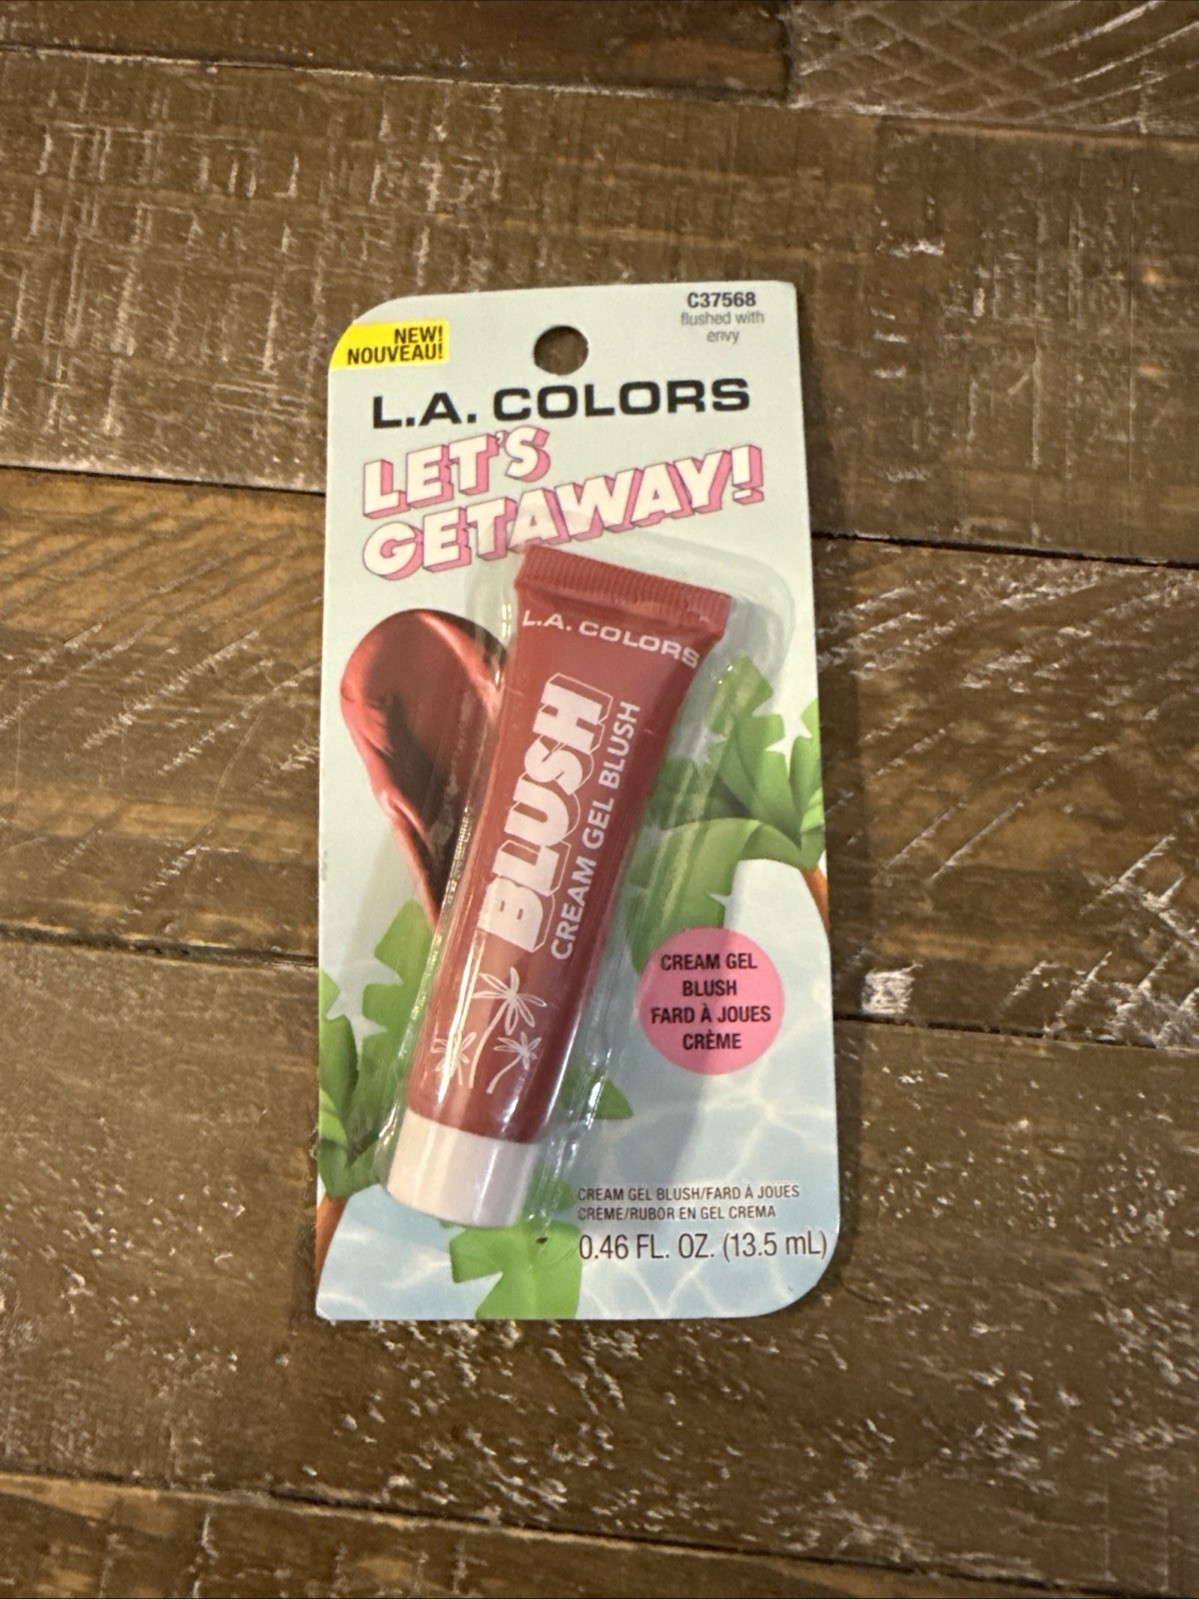 C37568
flushed with
envy
NEW!
NOUVEAU!
L.A. COLORS
LET'S
GETAWAY!
L.A. COLORS
BLUSH
CREAM GEL BLUSH
CREAM GEL
BLUSH
FARD À JOUES
CRÈME
CREAM GEL BLUSH/FARD À JOUES
CRÈME/RUBOR EN GEL CREMA
0.46 FL. OZ. (13.5 mL)